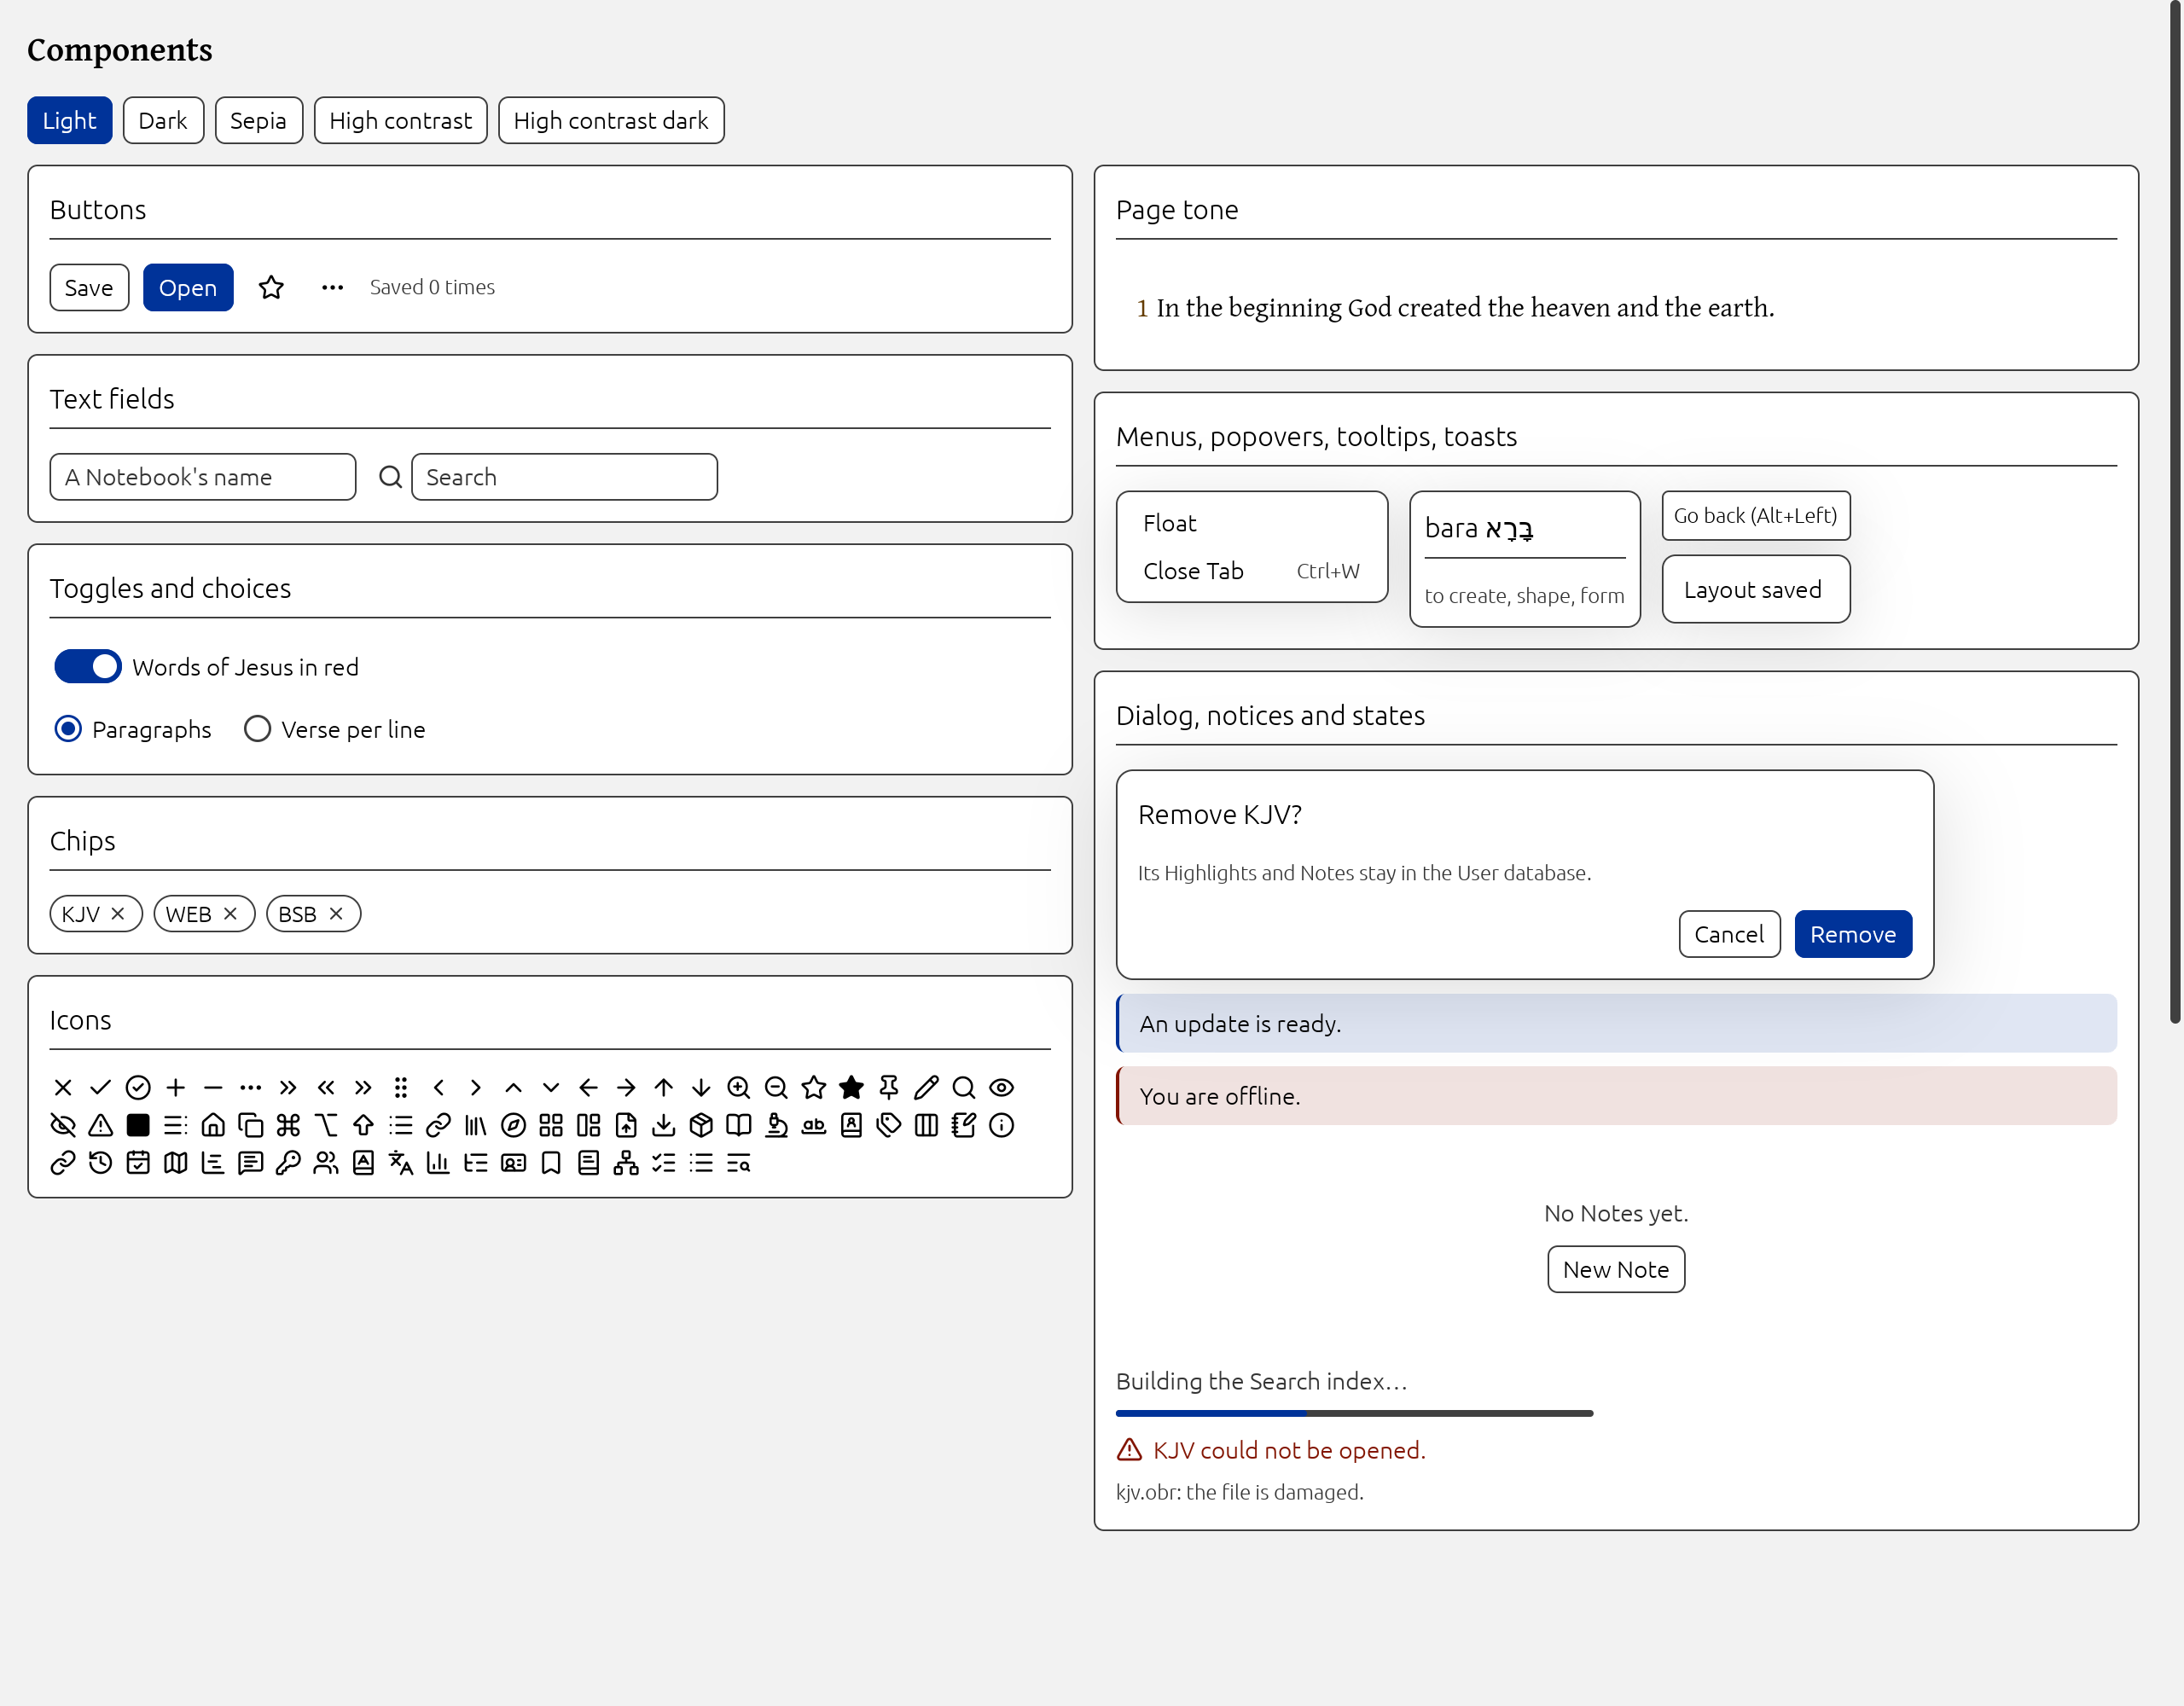 Components
Light Dark Sepia High contrast High contrast dark
Buttons
Save Open Saved 0 times
Text fields
A Notebook's name Search
Toggles and choices
Words of Jesus in red
Paragraphs Verse per line
Chips
KJV WEB BSB
Icons
Page tone
1 In the beginning God created the heaven and the earth.
Menus, popovers, tooltips, toasts
Float
Close Tab Ctrl+W
bara בָּרָא
to create, shape, form
Go back (Alt+Left)
Layout saved
Dialog, notices and states
Remove KJV?
Its Highlights and Notes stay in the User database.
Cancel Remove
An update is ready.
You are offline.
No Notes yet.
New Note
Building the Search index…
KJV could not be opened.
kjv.obr: the file is damaged.